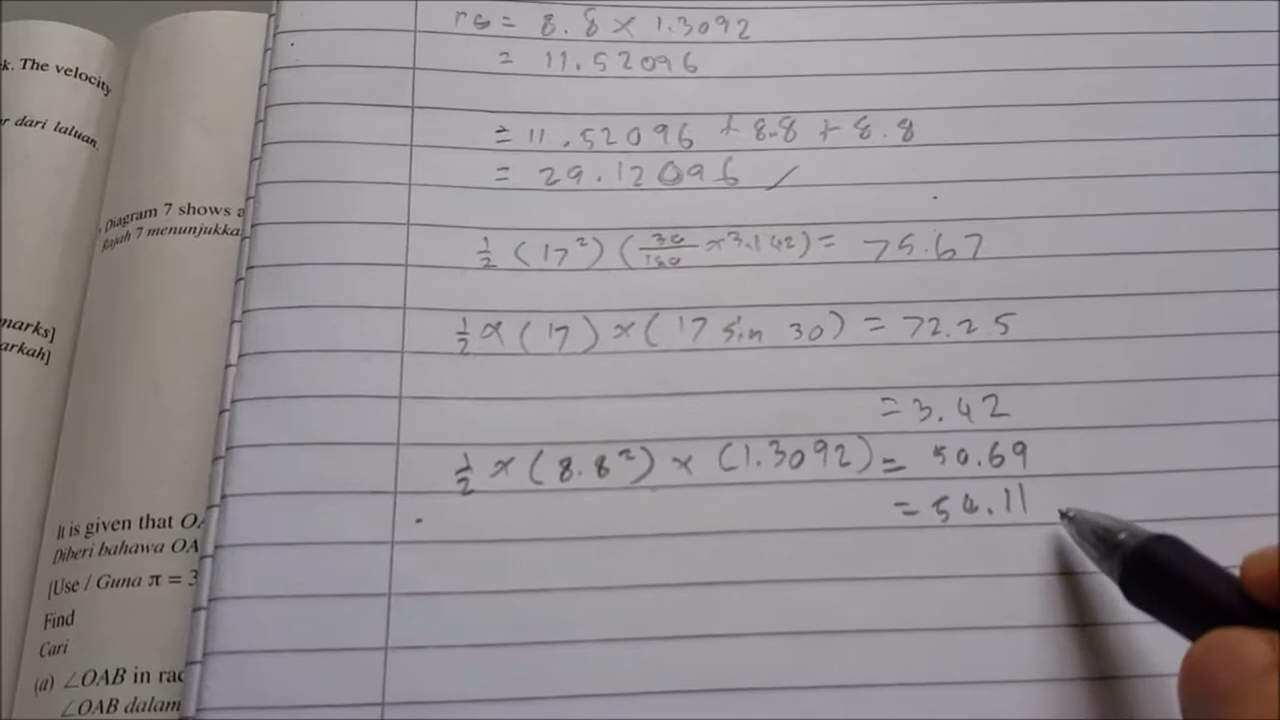 k. The velocity
r dari laluan.
Diagram 7 shows a
Rajah 7 menunjukka
marks]
arkah]
It is given that OA
Diberi bahawa OA
[Use / Guna π = 3
Find
Cari
(a) ∠OAB in rad
∠OAB dalam
rθ = 8.8 × 1.3092
= 11.52096
= 11.52096 + 8.8 + 8.8
= 29.12096 /
½ (17²) (30/180 × 3.142) = 75.67
½ × (17) × (17 sin 30) = 72.25
= 3.42
½ × (8.8²) × (1.3092) = 50.69
= 54.11